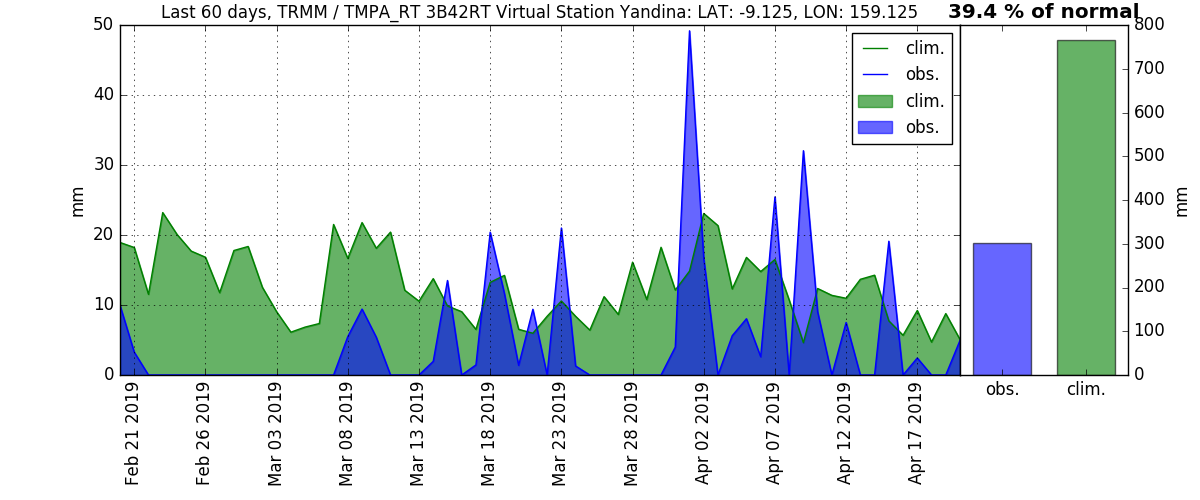 Last 60 days, TRMM / TMPA_RT 3B42RT Virtual Station Yandina: LAT: -9.125, LON: 159.125
39.4 % of normal
50
40
30
20
10
0
mm
clim.
obs.
clim.
obs.
800
700
600
500
400
300
200
100
0
mm
obs.
clim.
Feb 21 2019
Feb 26 2019
Mar 03 2019
Mar 08 2019
Mar 13 2019
Mar 18 2019
Mar 23 2019
Mar 28 2019
Apr 02 2019
Apr 07 2019
Apr 12 2019
Apr 17 2019